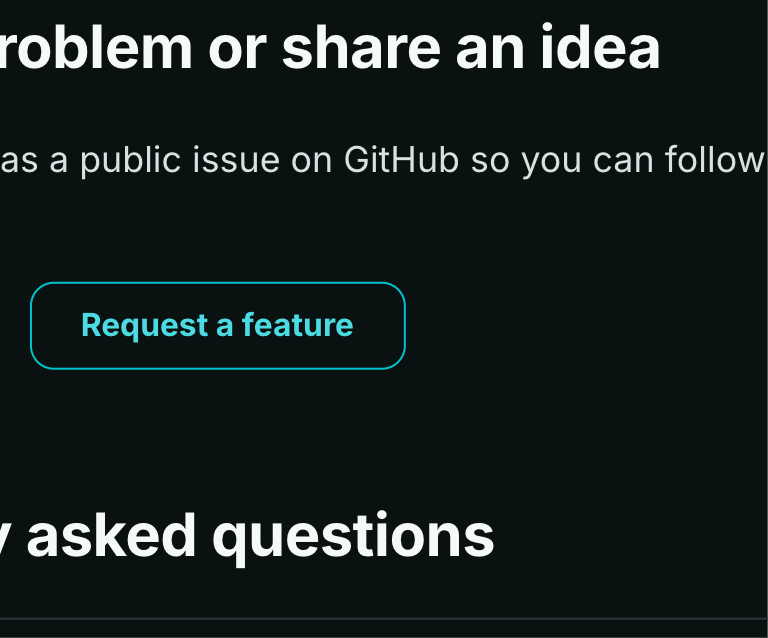 roblem or share an idea
as a public issue on GitHub so you can follow
Request a feature
y asked questions